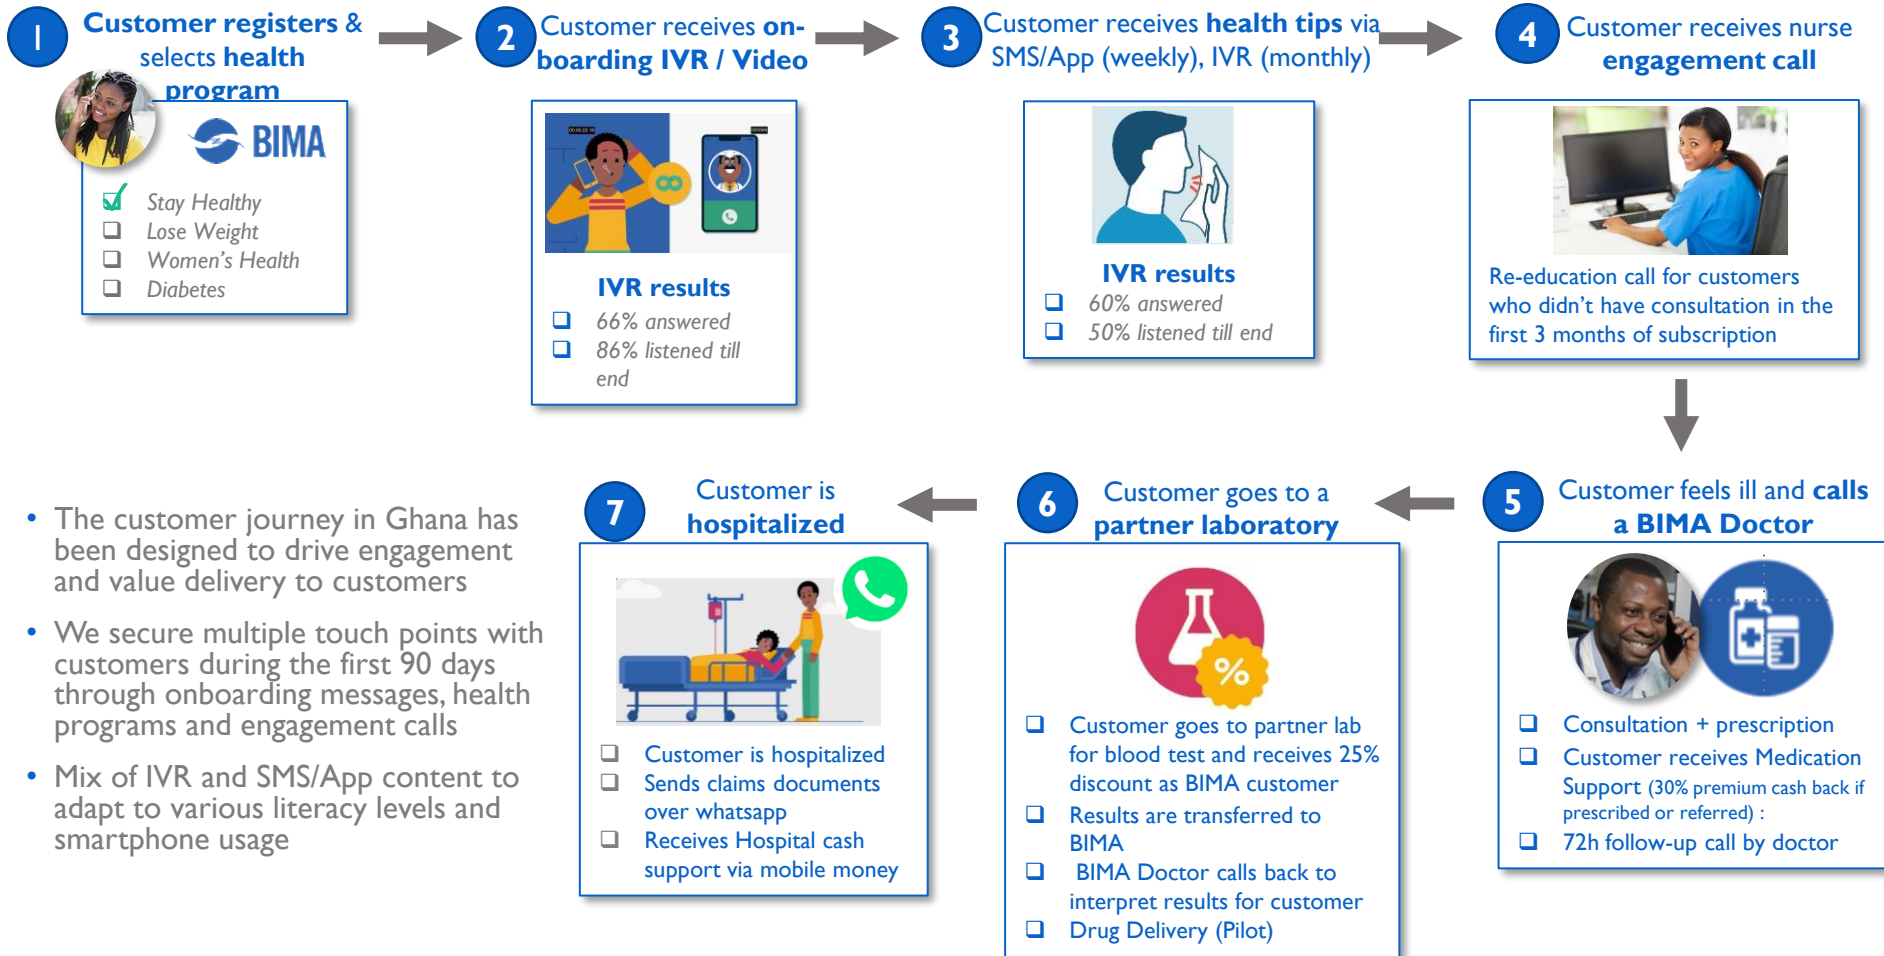 1
Customer registers &
selects health
program
BIMA
Stay Healthy
Lose Weight
Women's Health
Diabetes
2
Customer receives on-
boarding IVR / Video
IVR results
66% answered
86% listened till
end
3
Customer receives health tips via
SMS/App (weekly), IVR (monthly)
IVR results
60% answered
50% listened till end
4
Customer receives nurse
engagement call
Re-education call for customers
who didn't have consultation in the
first 3 months of subscription
5
Customer feels ill and calls
a BIMA Doctor
Consultation + prescription
Customer receives Medication
Support (30% premium cash back if
prescribed or referred) :
72h follow-up call by doctor
6
Customer goes to a
partner laboratory
%
Customer goes to partner lab
for blood test and receives 25%
discount as BIMA customer
Results are transferred to
BIMA
BIMA Doctor calls back to
interpret results for customer
Drug Delivery (Pilot)
7
Customer is
hospitalized
Customer is hospitalized
Sends claims documents
over whatsapp
Receives Hospital cash
support via mobile money
• The customer journey in Ghana has
been designed to drive engagement
and value delivery to customers
• We secure multiple touch points with
customers during the first 90 days
through onboarding messages, health
programs and engagement calls
• Mix of IVR and SMS/App content to
adapt to various literacy levels and
smartphone usage